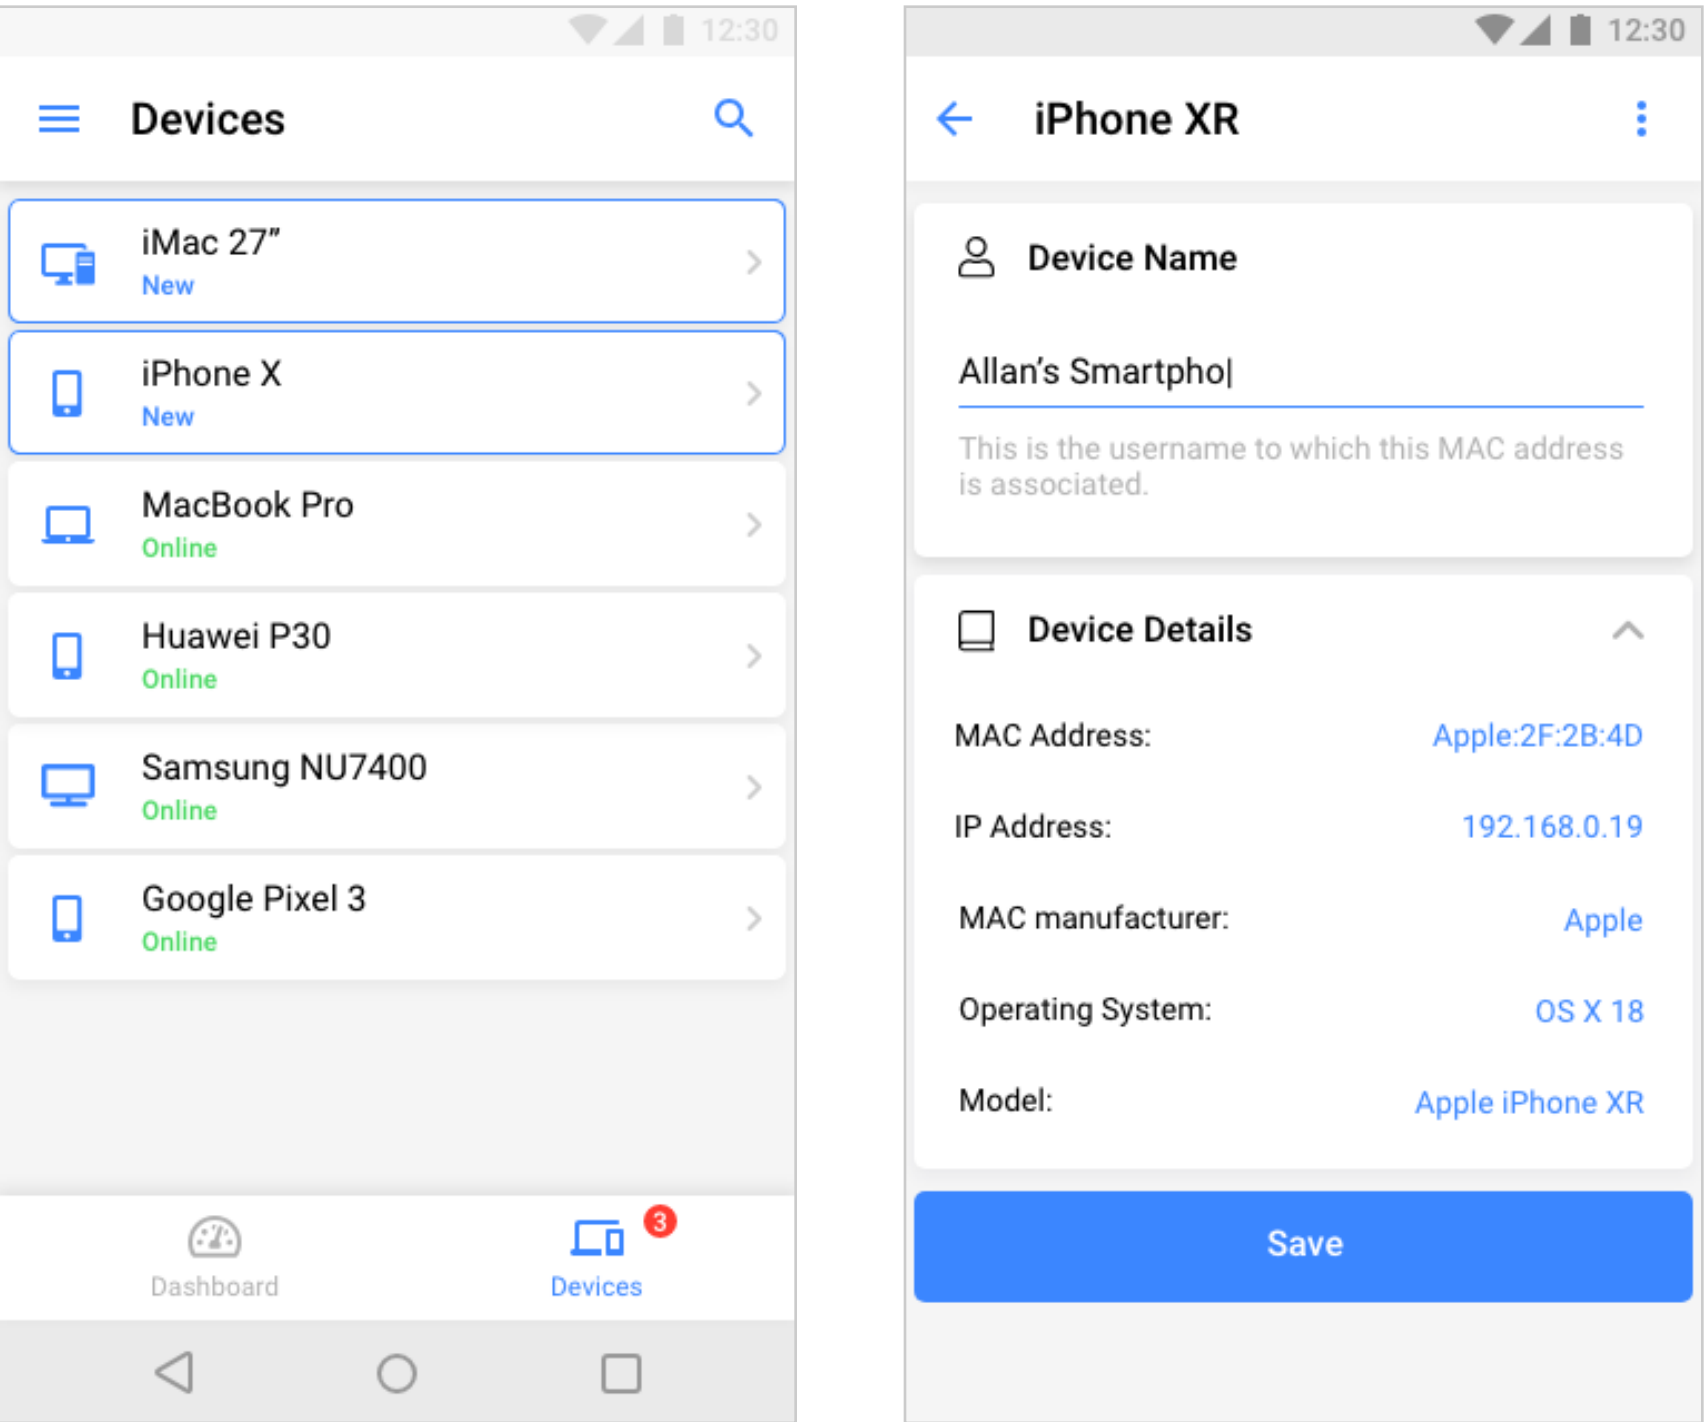 12:30
Devices
iMac 27”
New
iPhone X
New
MacBook Pro
Online
Huawei P30
Online
Samsung NU7400
Online
Google Pixel 3
Online
3
Dashboard
Devices
12:30
iPhone XR
Device Name
Allan’s Smartpho
This is the username to which this MAC address
is associated.
Device Details
MAC Address: Apple:2F:2B:4D
IP Address: 192.168.0.19
MAC manufacturer: Apple
Operating System: OS X 18
Model: Apple iPhone XR
Save